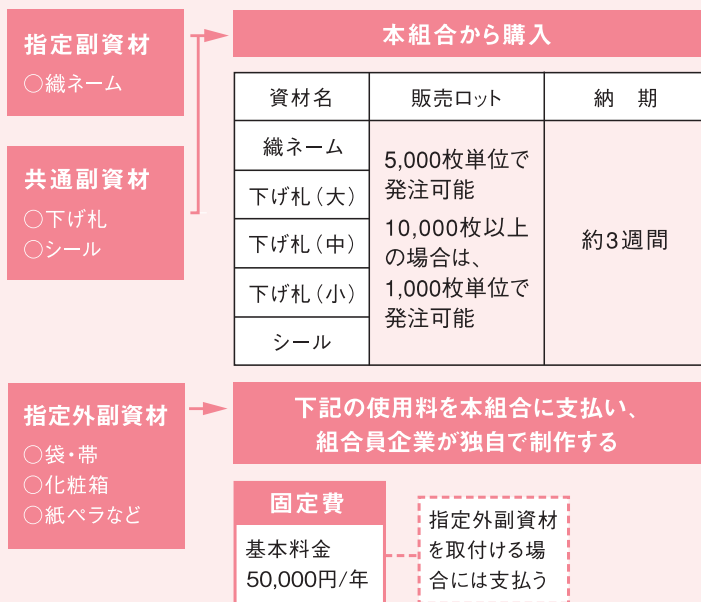 指定副資材
○織ネーム
共通副資材
○下げ札
○シール
本組合から購入
資材名 販売ロット 納　期
織ネーム
下げ札（大）
下げ札（中）
下げ札（小）
シール
5,000枚単位で
発注可能
10,000枚以上
の場合は、
1,000枚単位で
発注可能
約3週間
指定外副資材
○袋・帯
○化粧箱
○紙ペラなど
下記の使用料を本組合に支払い、
組合員企業が独自で制作する
固定費
基本料金
50,000円/年
指定外副資材
を取付ける場
合には支払う